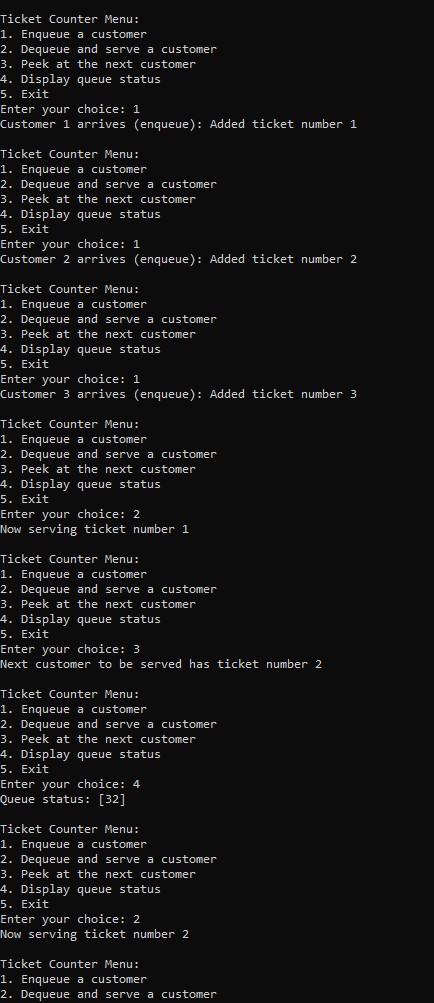 Ticket Counter Menu:
1. Enqueue a customer
2. Dequeue and serve a customer
3. Peek at the next customer
4. Display queue status
5. Exit
Enter your choice: 1
Customer 1 arrives (enqueue): Added ticket number 1
Ticket Counter Menu:
1. Enqueue a customer
2. Dequeue and serve a customer
3. Peek at the next customer
4. Display queue status
5. Exit
Enter your choice: 1
Customer 2 arrives (enqueue): Added ticket number 2
Ticket Counter Menu:
1. Enqueue a customer
2. Dequeue and serve a customer
3. Peek at the next customer
4. Display queue status
5. Exit
Enter your choice: 1
Customer 3 arrives (enqueue): Added ticket number 3
Ticket Counter Menu:
1. Enqueue a customer
2. Dequeue and serve a customer
3. Peek at the next customer
4. Display queue status
5. Exit
Enter your choice: 2
Now serving ticket number 1
Ticket Counter Menu:
1. Enqueue a customer
2. Dequeue and serve a customer
3. Peek at the next customer
4. Display queue status
5. Exit
Enter your choice: 3
Next customer to be served has ticket number 2
Ticket Counter Menu:
1. Enqueue a customer
2. Dequeue and serve a customer
3. Peek at the next customer
4. Display queue status
5. Exit
Enter your choice: 4
Queue status: [32]
Ticket Counter Menu:
1. Enqueue a customer
2. Dequeue and serve a customer
3. Peek at the next customer
4. Display queue status
5. Exit
Enter your choice: 2
Now serving ticket number 2
Ticket Counter Menu:
1. Enqueue a customer
2. Dequeue and serve a customer